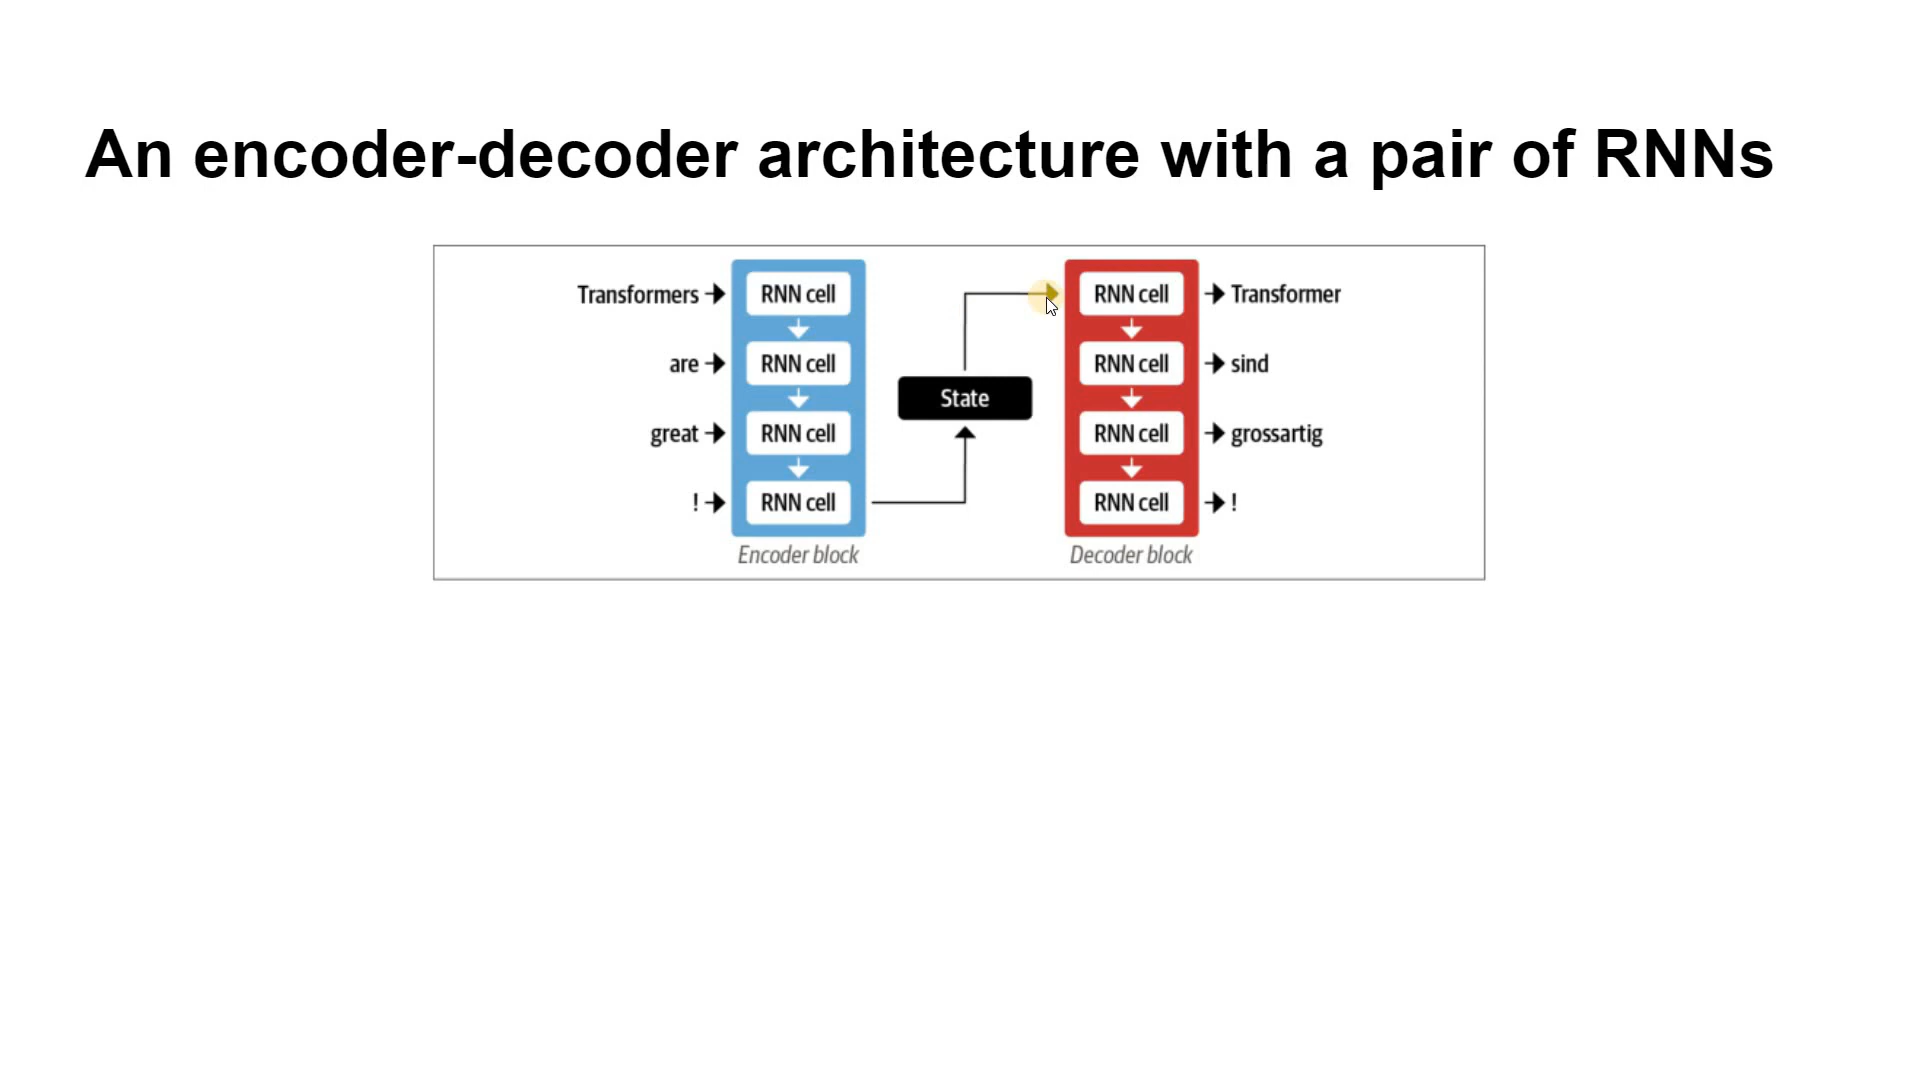 An encoder-decoder architecture with a pair of RNNs
Transformers
RNN cell
RNN cell
Transformer
are
RNN cell
RNN cell
sind
State
great
RNN cell
RNN cell
grossartig
!
RNN cell
RNN cell
!
Encoder block
Decoder block